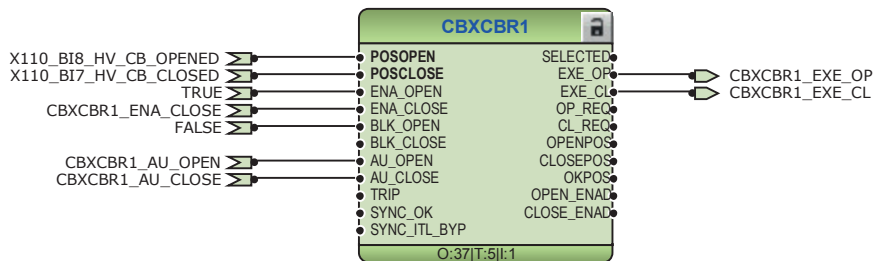 CBXCBR1
X110_BI8_HV_CB_OPENED
X110_BI7_HV_CB_CLOSED
TRUE
CBXCBR1_ENA_CLOSE
FALSE
CBXCBR1_AU_OPEN
CBXCBR1_AU_CLOSE
POSOPEN
POSCLOSE
ENA_OPEN
ENA_CLOSE
BLK_OPEN
BLK_CLOSE
AU_OPEN
AU_CLOSE
TRIP
SYNC_OK
SYNC_ITL_BYP
SELECTED
EXE_OP
EXE_CL
OP_REQ
CL_REQ
OPENPOS
CLOSEPOS
OKPOS
OPEN_ENAD
CLOSE_ENAD
CBXCBR1_EXE_OP
CBXCBR1_EXE_CL
O:37|T:5|I:1